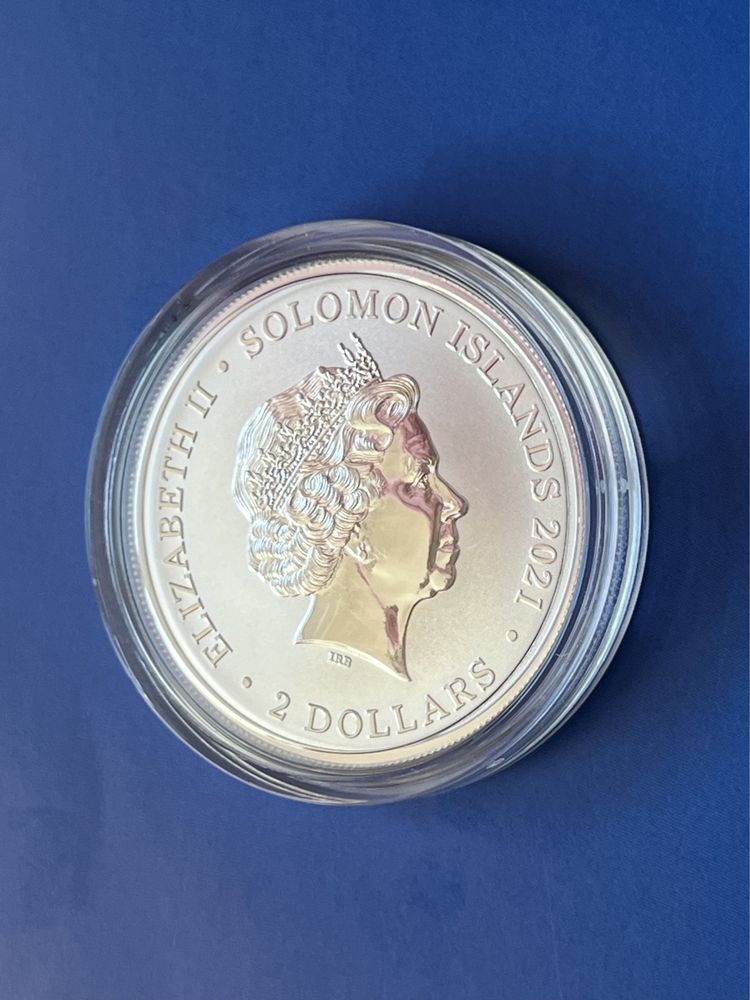 ELIZABETH II • SOLOMON ISLANDS 2021 •
2 DOLLARS •
IRB